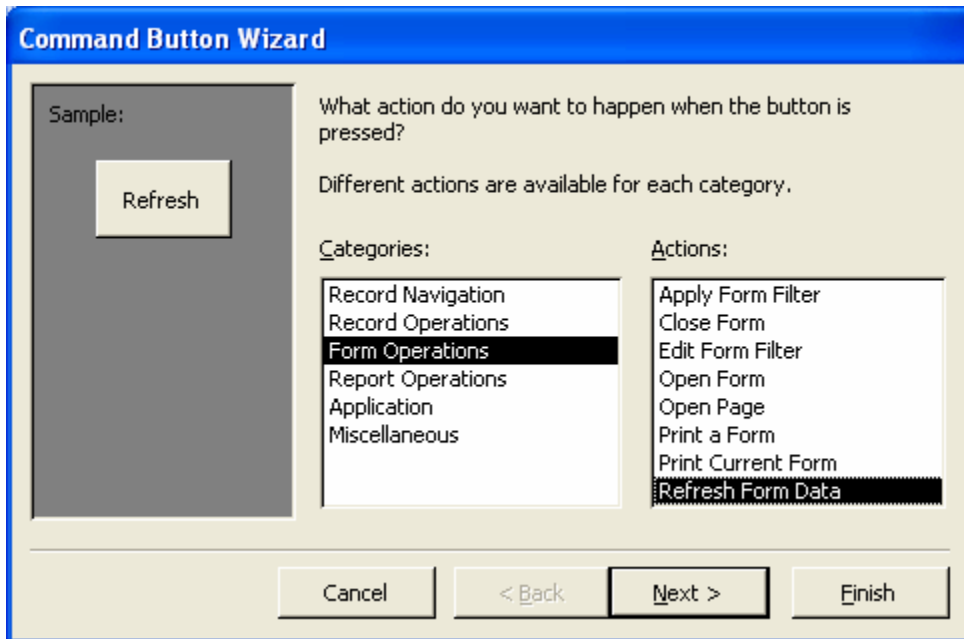 Command Button Wizard
Sample:
Refresh
What action do you want to happen when the button is
pressed?
Different actions are available for each category.
Categories:
Record Navigation
Record Operations
Form Operations
Report Operations
Application
Miscellaneous
Actions:
Apply Form Filter
Close Form
Edit Form Filter
Open Form
Open Page
Print a Form
Print Current Form
Refresh Form Data
Cancel
< Back
Next >
Finish